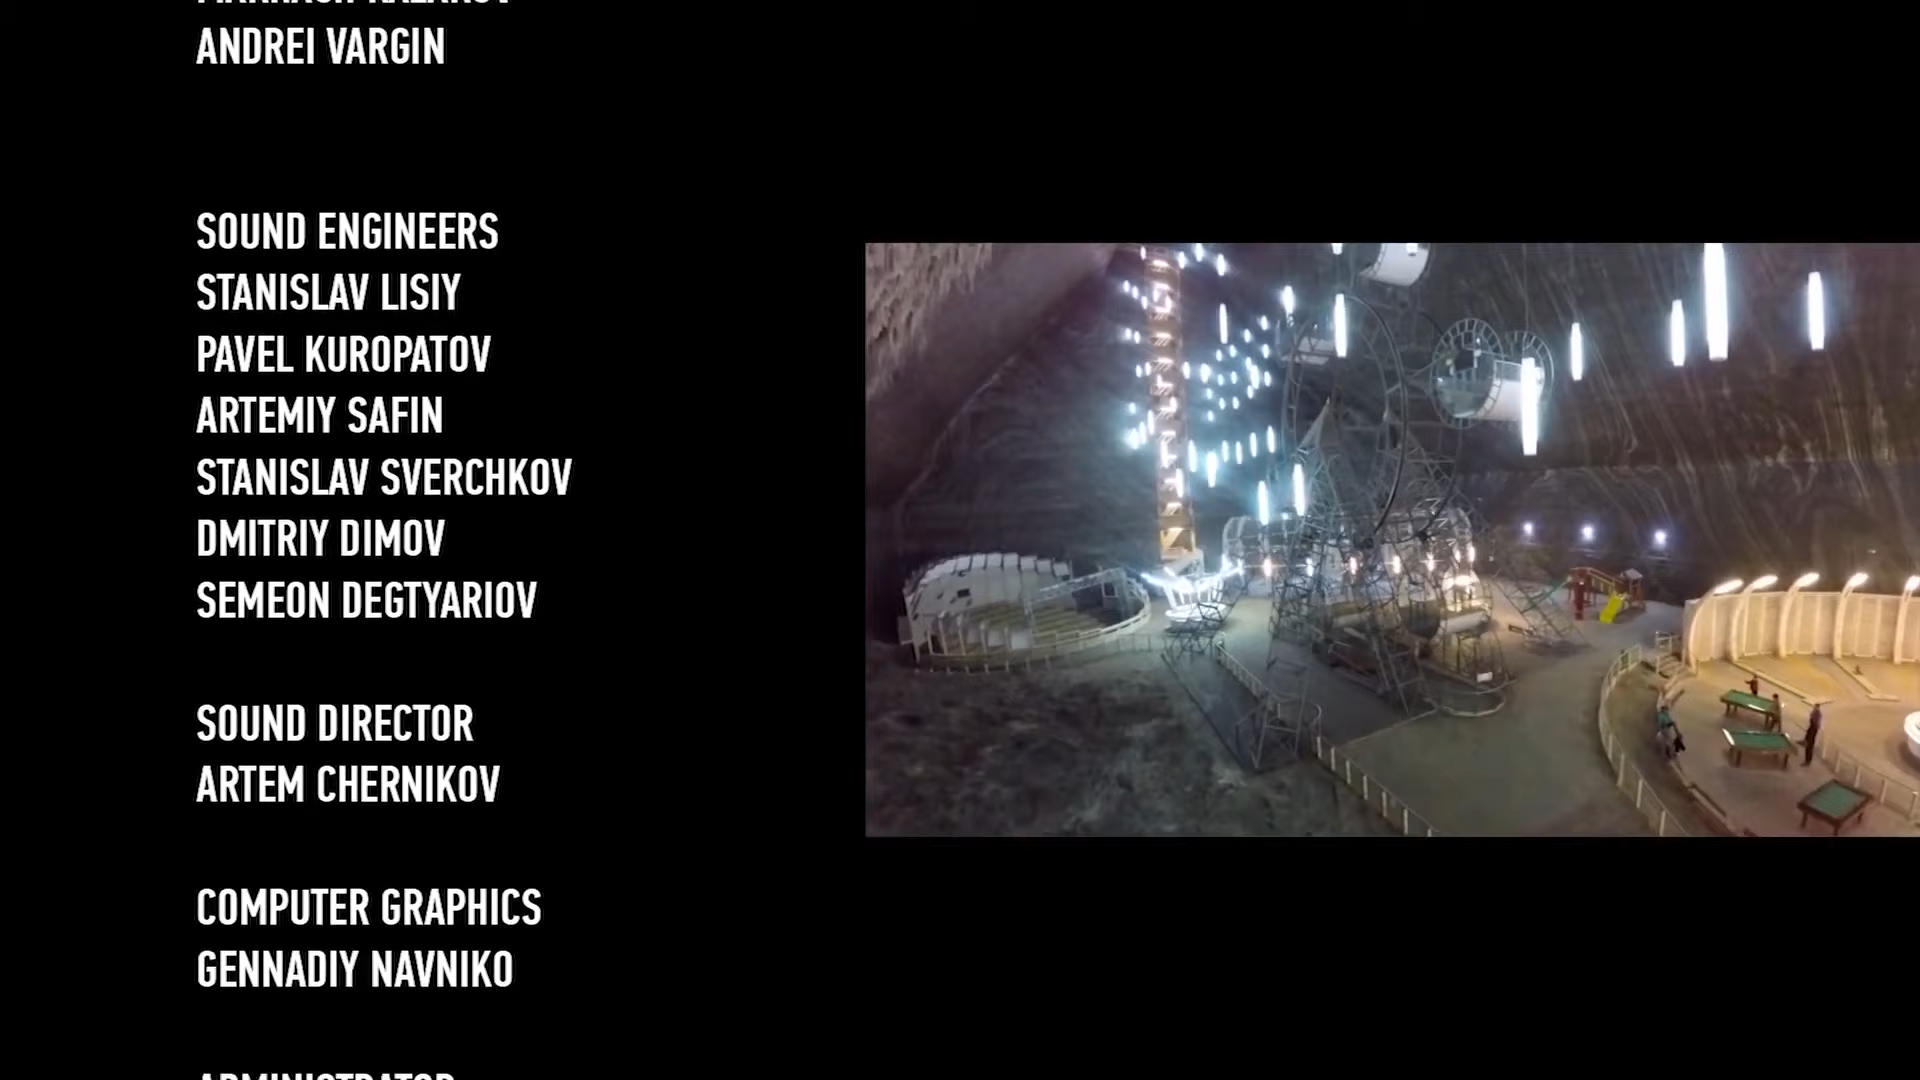 ANDREI VARGIN
SOUND ENGINEERS
STANISLAV LISIY
PAVEL KUROPATOV
ARTEMIY SAFIN
STANISLAV SVERCHKOV
DMITRIY DIMOV
SEMEON DEGTYARIOV
SOUND DIRECTOR
ARTEM CHERNIKOV
COMPUTER GRAPHICS
GENNADIY NAVNIKO
ADMINISTRATOR